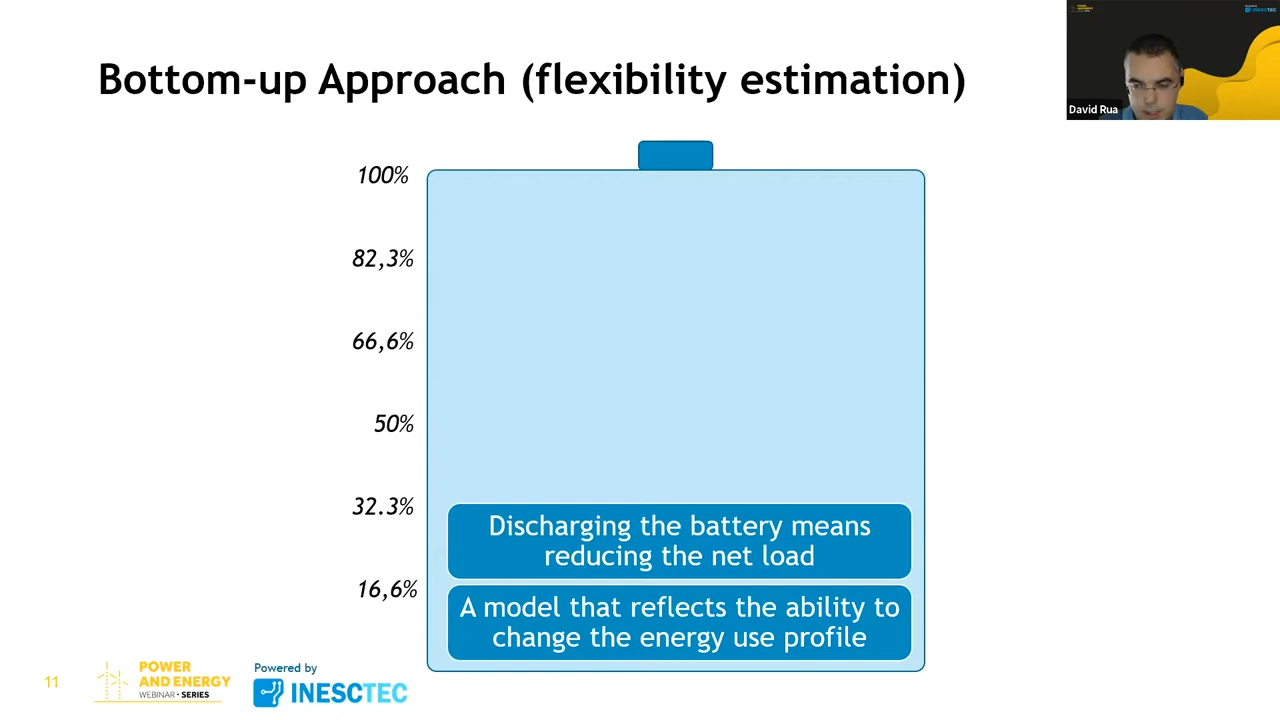 Bottom-up Approach (flexibility estimation)
David Rua
INESCTEC
100%
82,3%
66,6%
50%
32.3%
16,6%
Discharging the battery means
reducing the net load
A model that reflects the ability to
change the energy use profile
11
POWER
AND ENERGY
WEBINAR • SERIES
Powered by
INESCTEC